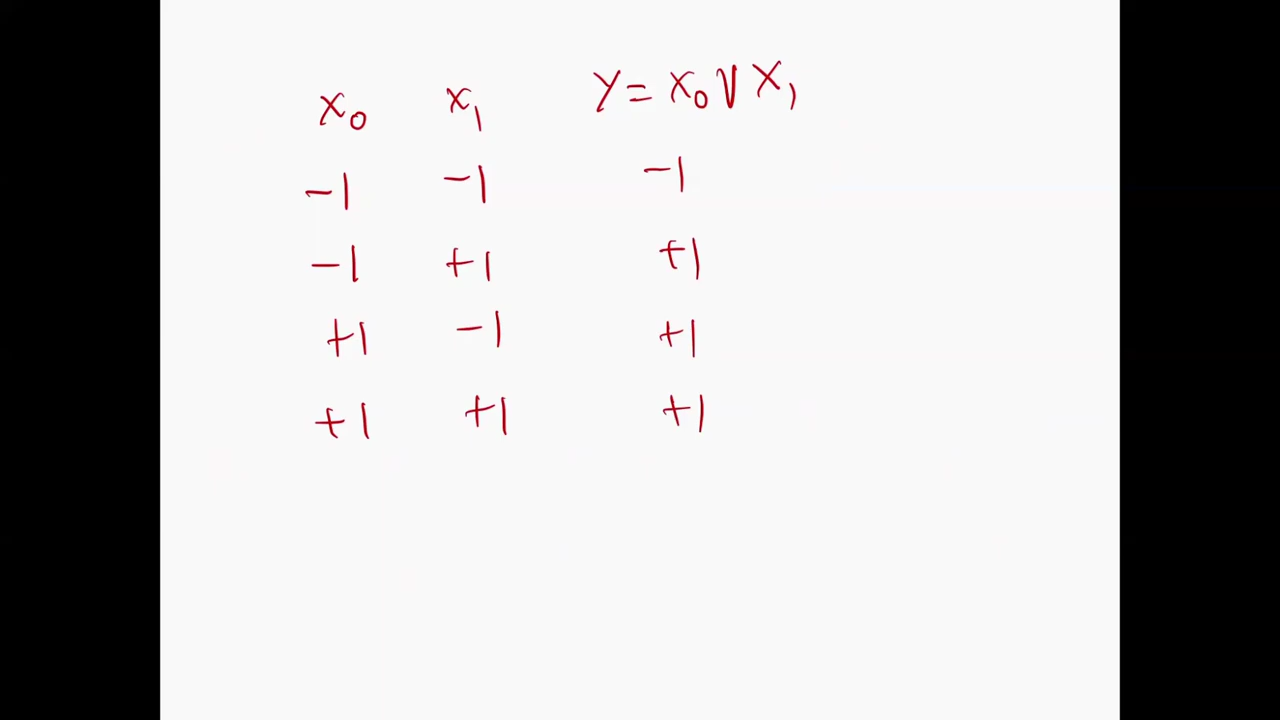 x₀ x₁ y = x₀ ∨ x₁
−1 −1 −1
−1 +1 +1
+1 −1 +1
+1 +1 +1